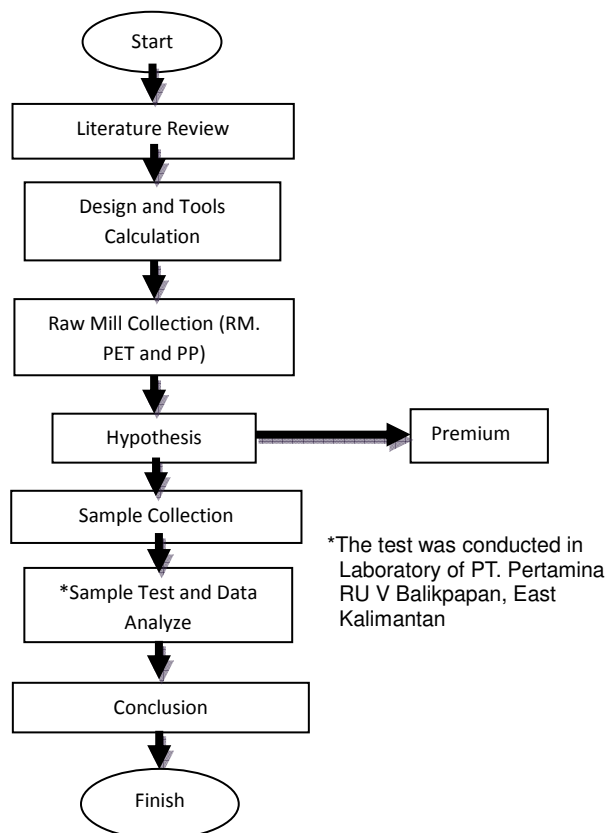 Start
Literature Review
Design and Tools
Calculation
Raw Mill Collection (RM.
PET and PP)
Hypothesis
Premium
Sample Collection
*Sample Test and Data
Analyze
*The test was conducted in
Laboratory of PT. Pertamina
RU V Balikpapan, East
Kalimantan
Conclusion
Finish